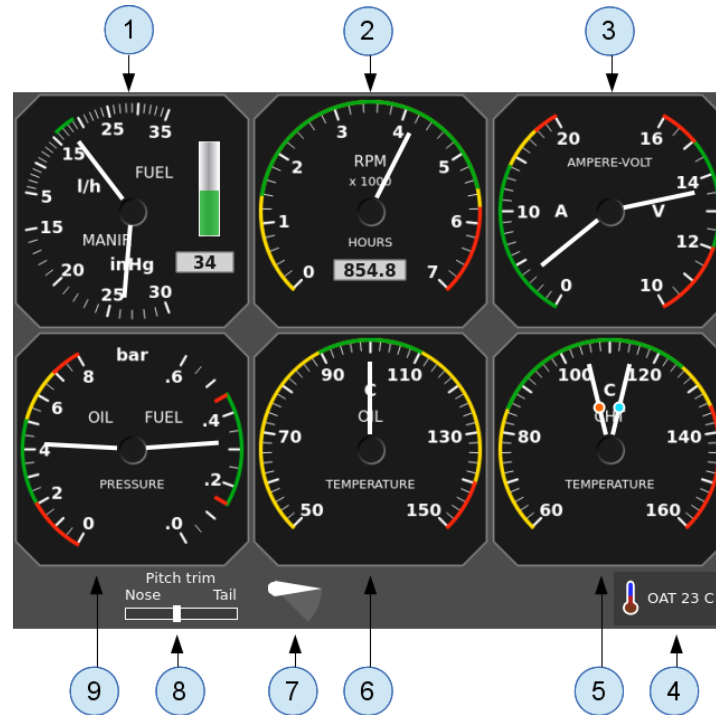 1 2 3
25 35
15
FUEL
l/h
5
15
MANIF
inHg
34
20
25 30
3 4
RPM
2 x 1000 5
1 6
HOURS
0 854.8 7
20 16
AMPERE-VOLT
14
10 A V
12
0 10
bar
8 .6
6 OIL FUEL .4
4
PRESSURE
2 .2
0 .0
90 C 110
OIL
70 130
TEMPERATURE
50 150
100 C 120
CHT
80 140
TEMPERATURE
60 160
Pitch trim
Nose Tail
OAT 23 C
9 8 7 6 5 4